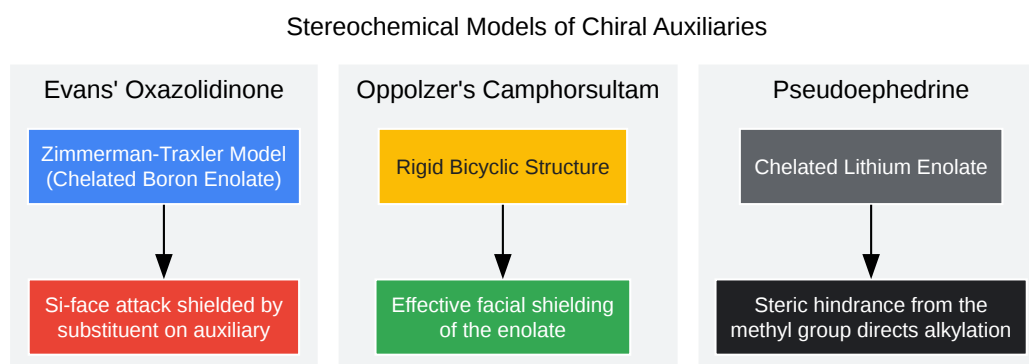 Stereochemical Models of Chiral Auxiliaries
Evans' Oxazolidinone
Zimmerman-Traxler Model
(Chelated Boron Enolate)
Si-face attack shielded by
substituent on auxiliary
Oppolzer's Camphorsultam
Rigid Bicyclic Structure
Effective facial shielding
of the enolate
Pseudoephedrine
Chelated Lithium Enolate
Steric hindrance from the
methyl group directs alkylation